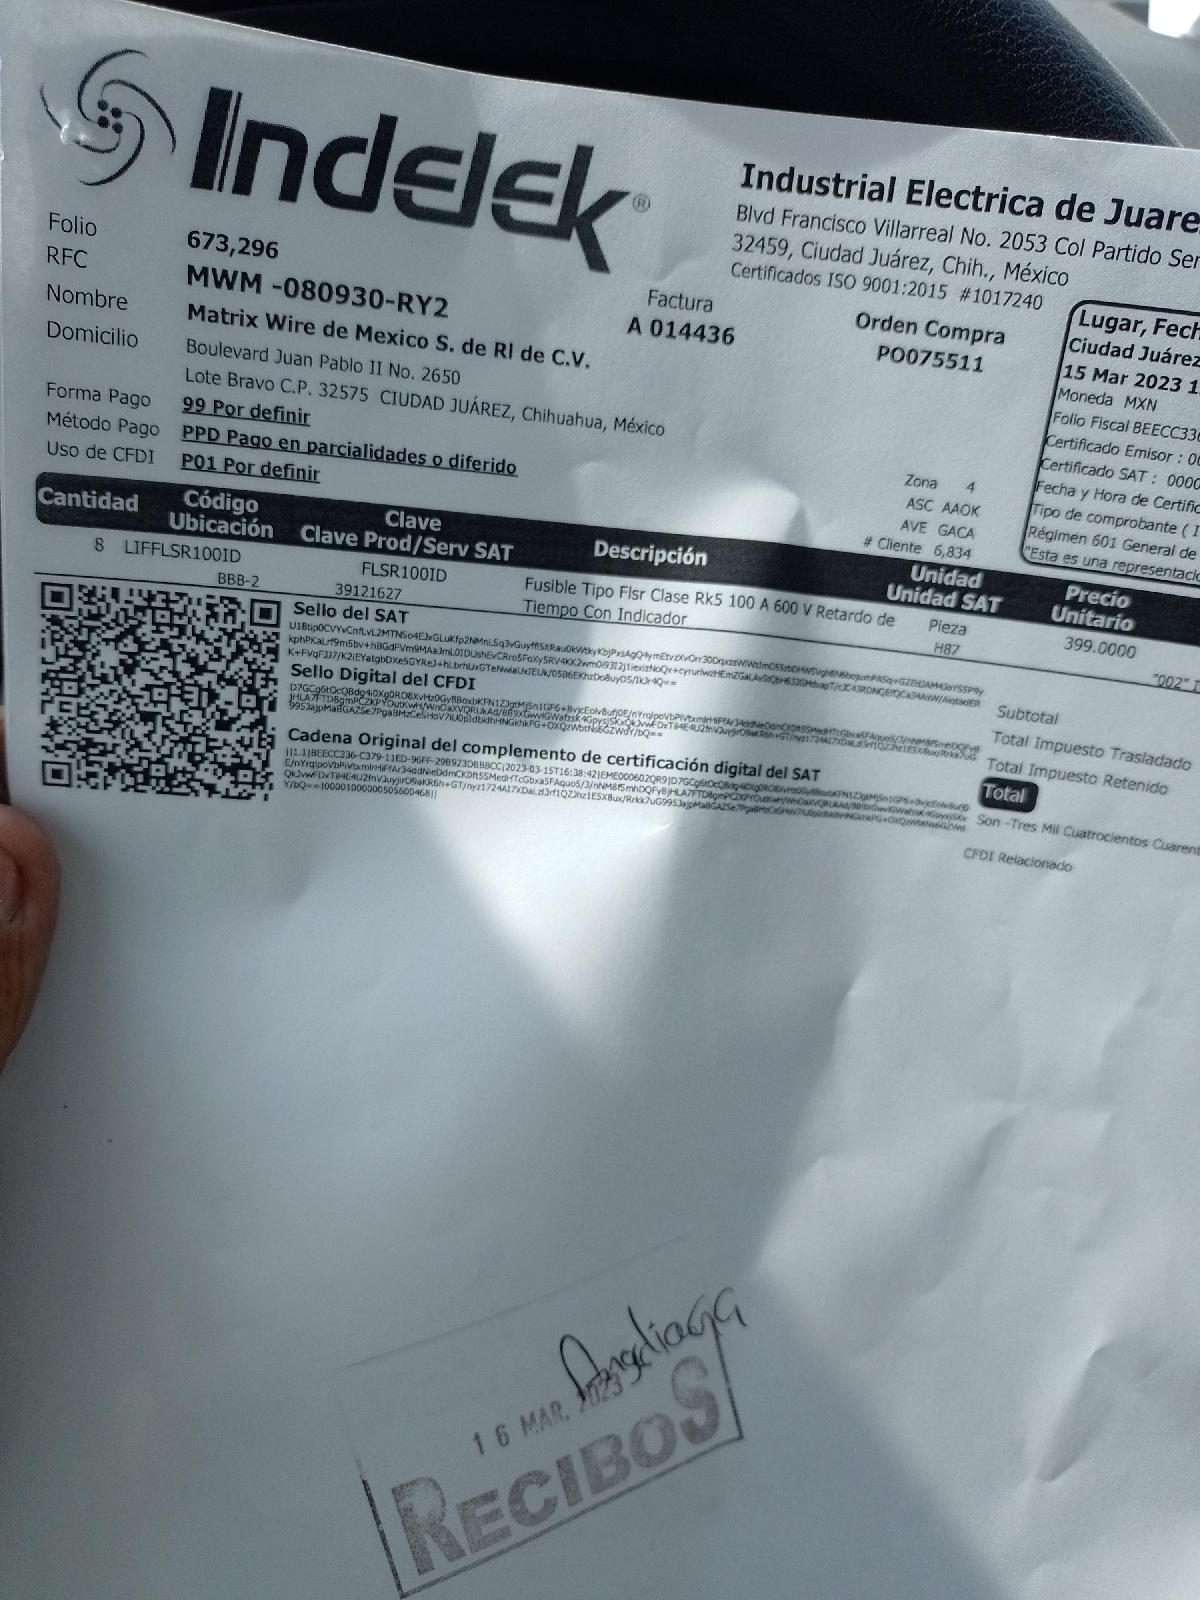 Indelek®
Industrial Electrica de Juare
Blvd Francisco Villarreal No. 2053 Col Partido Ser
32459, Ciudad Juárez, Chih., México
Certificados ISO 9001:2015 #1017240
Folio 673,296
RFC MWM -080930-RY2
Nombre Matrix Wire de Mexico S. de Rl de C.V.
Domicilio Boulevard Juan Pablo II No. 2650
Lote Bravo C.P. 32575 CIUDAD JUÁREZ, Chihuahua, México
Forma Pago 99 Por definir
Método Pago PPD Pago en parcialidades o diferido
Uso de CFDI P01 Por definir
Factura
A 014436
Orden Compra
PO075511
Lugar, Fech
Ciudad Juárez
15 Mar 2023 1
Moneda MXN
Folio Fiscal BEECC336
Certificado Emisor : 0
Certificado SAT : 0000
Fecha y Hora de Certific
Tipo de comprobante ( I
Régimen 601 General de
"Esta es una representació
Zona 4
ASC AAOK
AVE GACA
# Cliente 6,834
Cantidad Código Clave Descripción Unidad Precio
Ubicación Clave Prod/Serv SAT Unidad SAT Unitario
8 LIFFLSR100ID FLSR100ID Fusible Tipo Flsr Clase Rk5 100 A 600 V Retardo de Pieza 399.0000
BBB-2 39121627 Tiempo Con Indicador H87
"002" I
Sello del SAT
Sello Digital del CFDI
Cadena Original del complemento de certificación digital del SAT
Subtotal
Total Impuesto Trasladado
Total Impuesto Retenido
Total
Son -Tres Mil Cuatrocientos Cuarent
CFDI Relacionado
16 MAR. 2023
RECIBOS